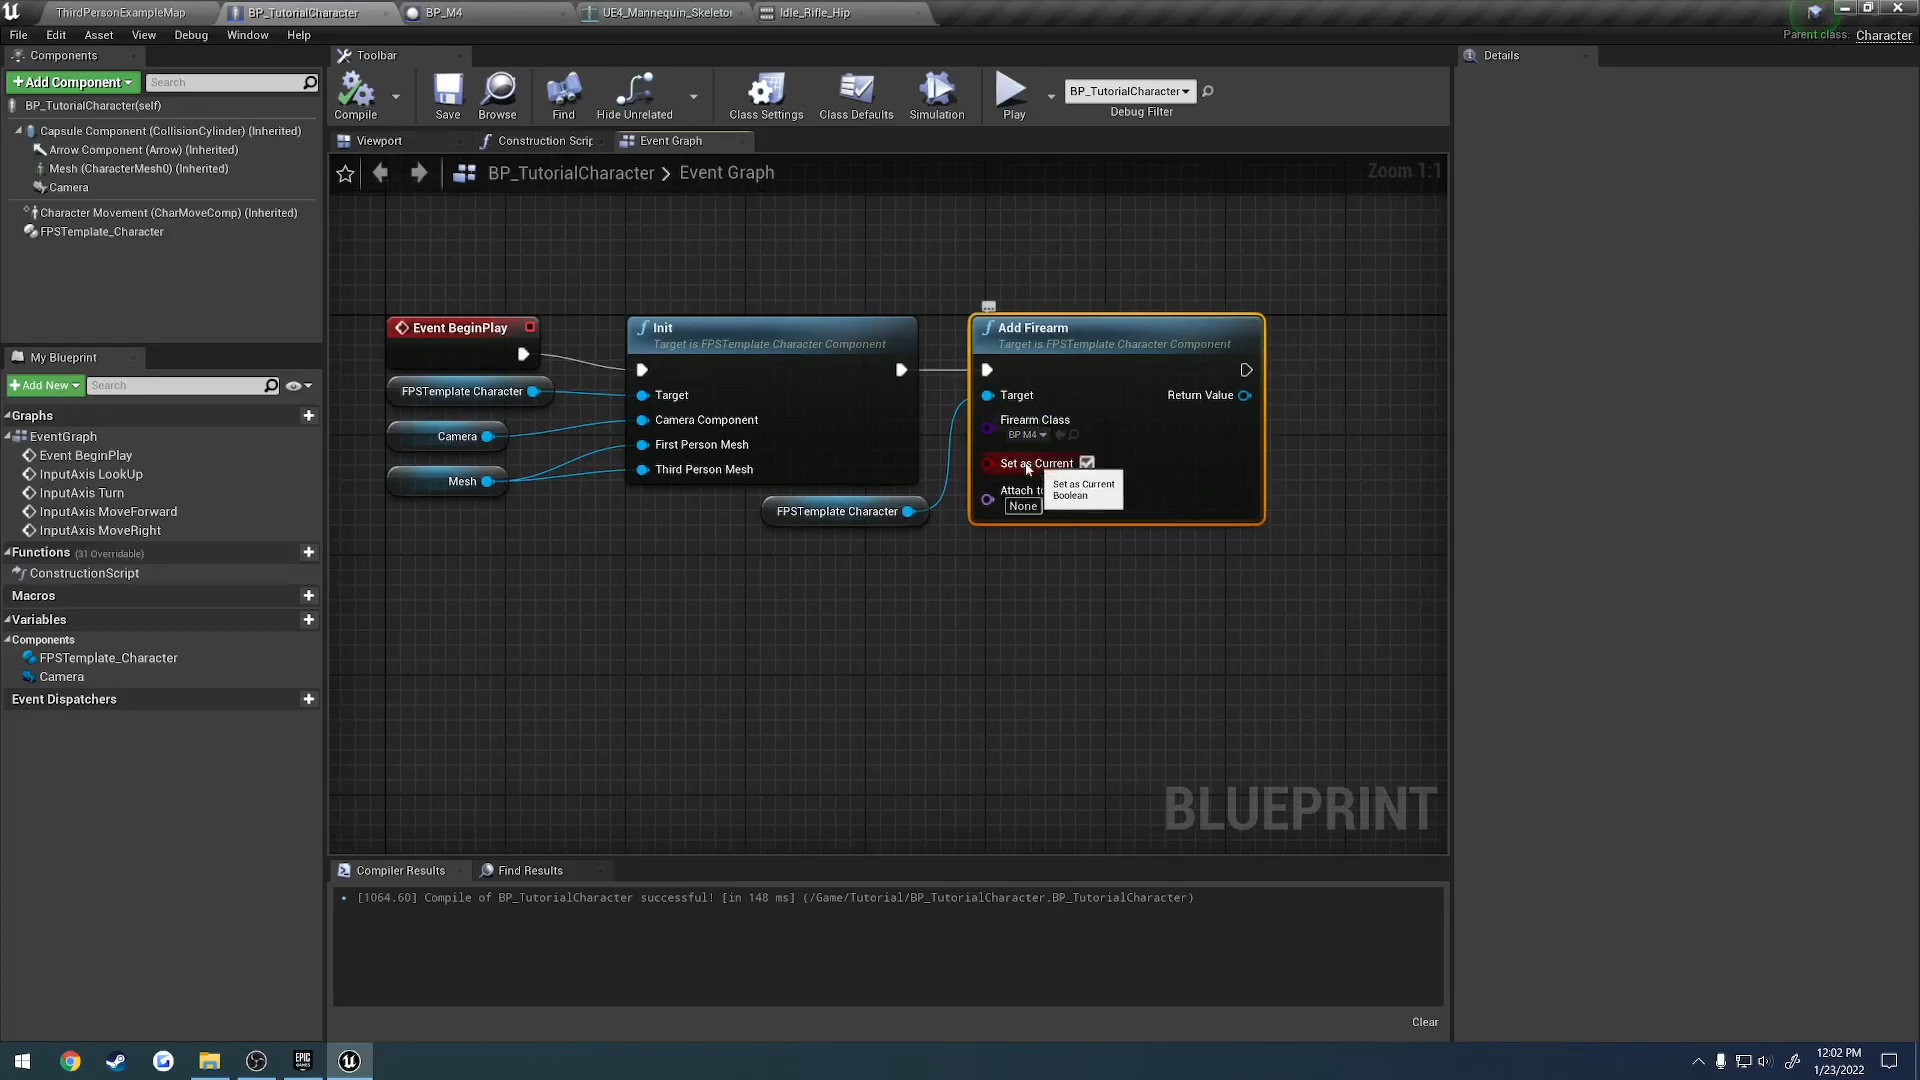 ThirdPersonExampleMap
BP_TutorialCharacter
BP_M4
UE4_Mannequin_Skeleton
Idle_Rifle_Hip
File Edit Asset View Debug Window Help
Parent class: Character
Components
+Add Component
Search
BP_TutorialCharacter(self)
Capsule Component (CollisionCylinder) (Inherited)
Arrow Component (Arrow) (Inherited)
Mesh (CharacterMesh0) (Inherited)
Camera
Character Movement (CharMoveComp) (Inherited)
FPSTemplate_Character
My Blueprint
+Add New
Search
Graphs
EventGraph
Event BeginPlay
InputAxis LookUp
InputAxis Turn
InputAxis MoveForward
InputAxis MoveRight
Functions (31 Overridable)
ConstructionScript
Macros
Variables
Components
FPSTemplate_Character
Camera
Event Dispatchers
Toolbar
Compile
Save
Browse
Find
Hide Unrelated
Class Settings
Class Defaults
Simulation
Play
BP_TutorialCharacter
Debug Filter
Viewport
Construction Scrip
Event Graph
BP_TutorialCharacter > Event Graph
Zoom 1:1
Event BeginPlay
FPSTemplate Character
Camera
Mesh
Init
Target is FPSTemplate Character Component
Target
Camera Component
First Person Mesh
Third Person Mesh
FPSTemplate Character
Add Firearm
Target is FPSTemplate Character Component
Target
Return Value
Firearm Class
BP M4
Set as Current
Attach to
None
Set as Current
Boolean
BLUEPRINT
Compiler Results
Find Results
[1064.60] Compile of BP_TutorialCharacter successful! [in 148 ms] (/Game/Tutorial/BP_TutorialCharacter.BP_TutorialCharacter)
Clear
Details
EPIC
GAMES
12:02 PM
1/23/2022